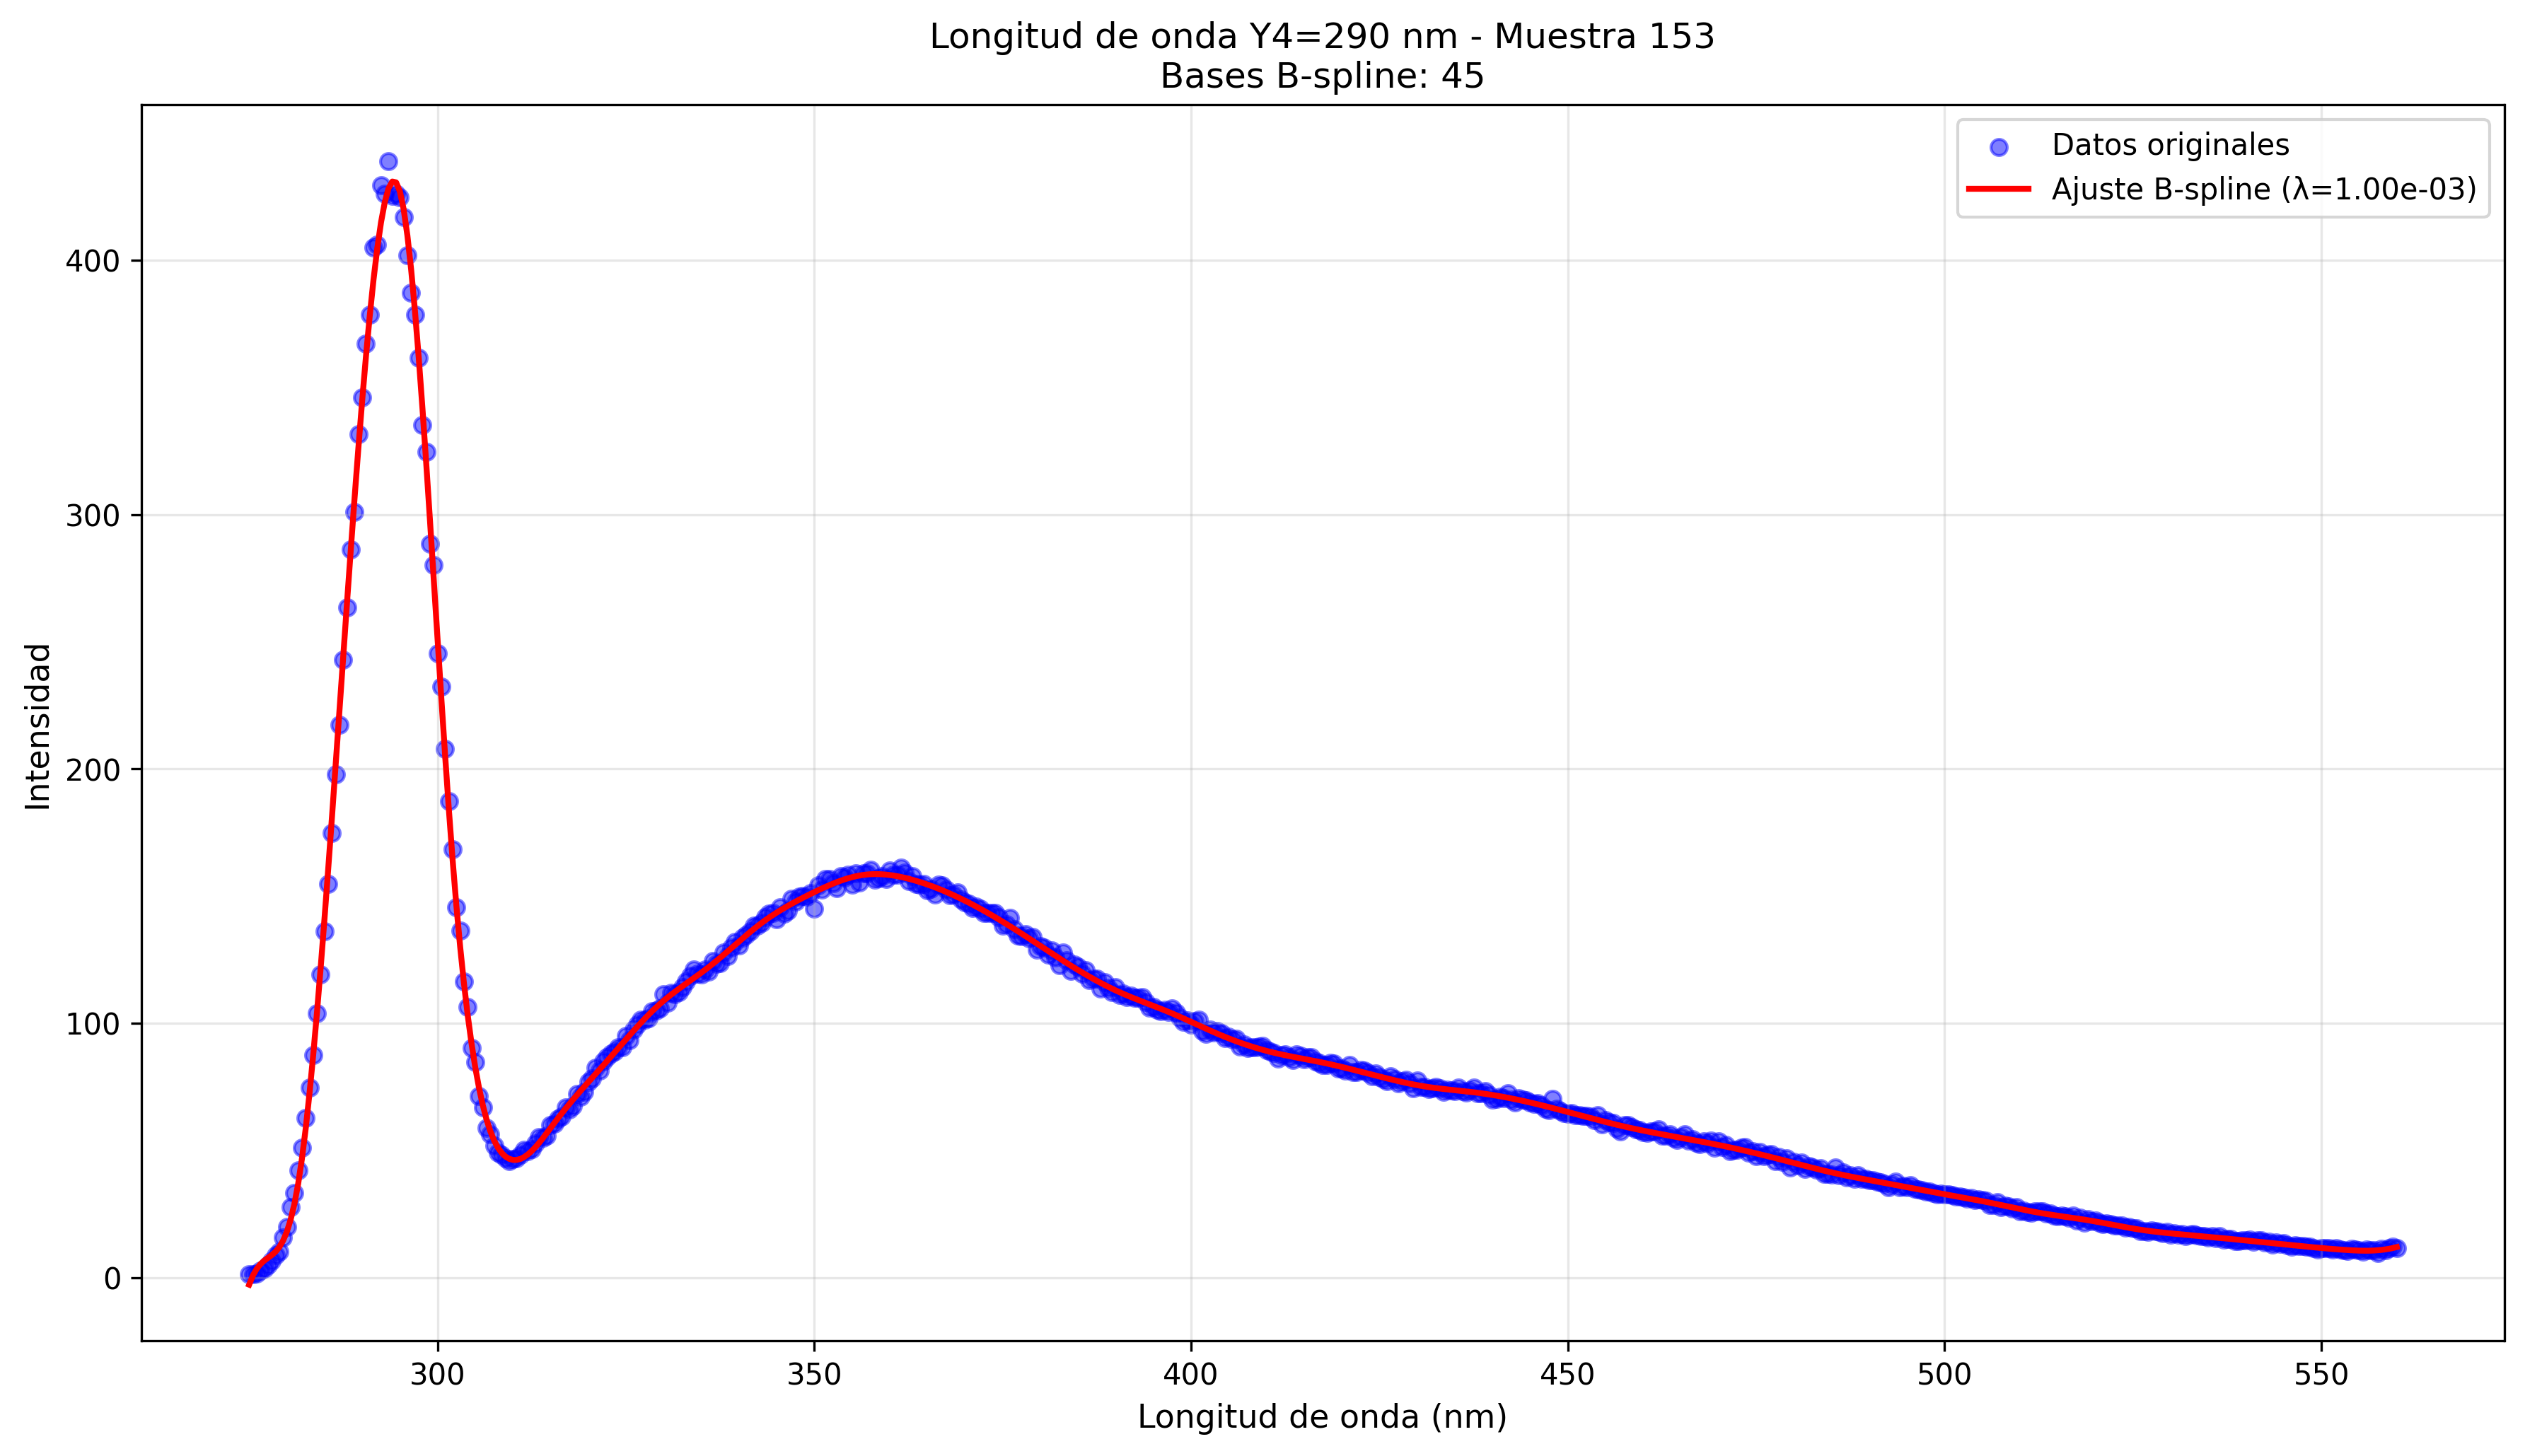 Longitud de onda Y4=290 nm - Muestra 153
Bases B-spline: 45
Datos originales
Ajuste B-spline (λ=1.00e-03)
Intensidad
400
300
200
100
0
300 350 400 450 500 550
Longitud de onda (nm)